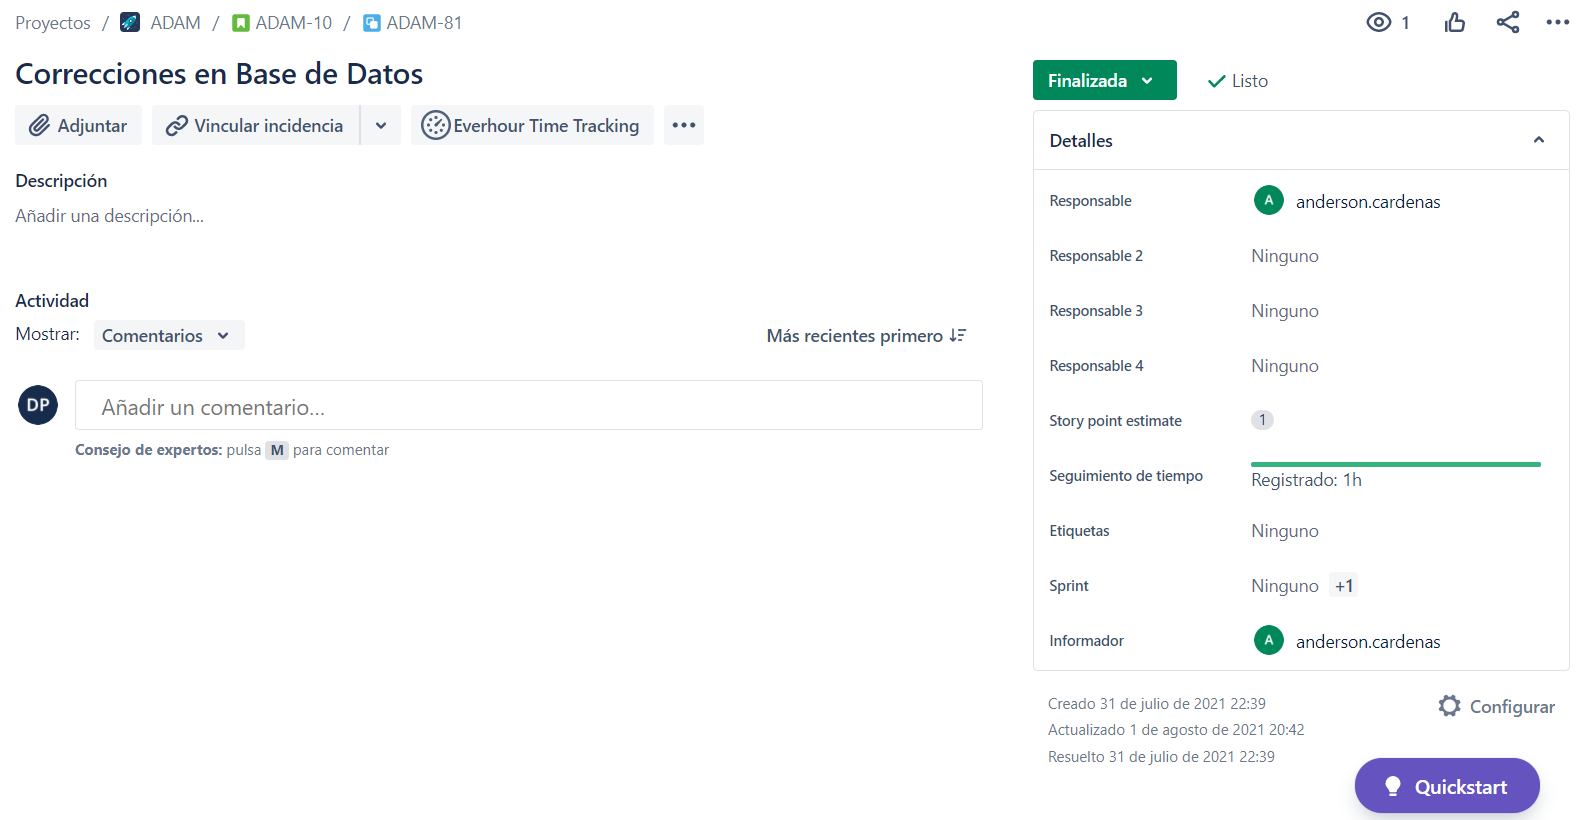 Proyectos / ADAM / ADAM-10 / ADAM-81
1
Correcciones en Base de Datos
Adjuntar
Vincular incidencia
Everhour Time Tracking
Descripción
Añadir una descripción...
Actividad
Mostrar:
Comentarios
Más recientes primero
DP
Añadir un comentario...
Consejo de expertos: pulsa M para comentar
Finalizada
Listo
Detalles
Responsable A anderson.cardenas
Responsable 2 Ninguno
Responsable 3 Ninguno
Responsable 4 Ninguno
Story point estimate 1
Seguimiento de tiempo Registrado: 1h
Etiquetas Ninguno
Sprint Ninguno +1
Informador A anderson.cardenas
Creado 31 de julio de 2021 22:39
Actualizado 1 de agosto de 2021 20:42
Resuelto 31 de julio de 2021 22:39
Configurar
Quickstart